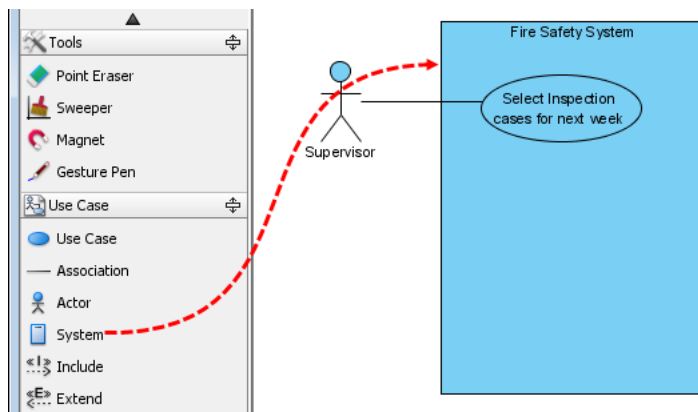 Tools
Point Eraser
Sweeper
Magnet
Gesture Pen
Use Case
Use Case
Association
Actor
System
<<I>> Include
<<E>> Extend
Supervisor
Fire Safety System
Select Inspection
cases for next week